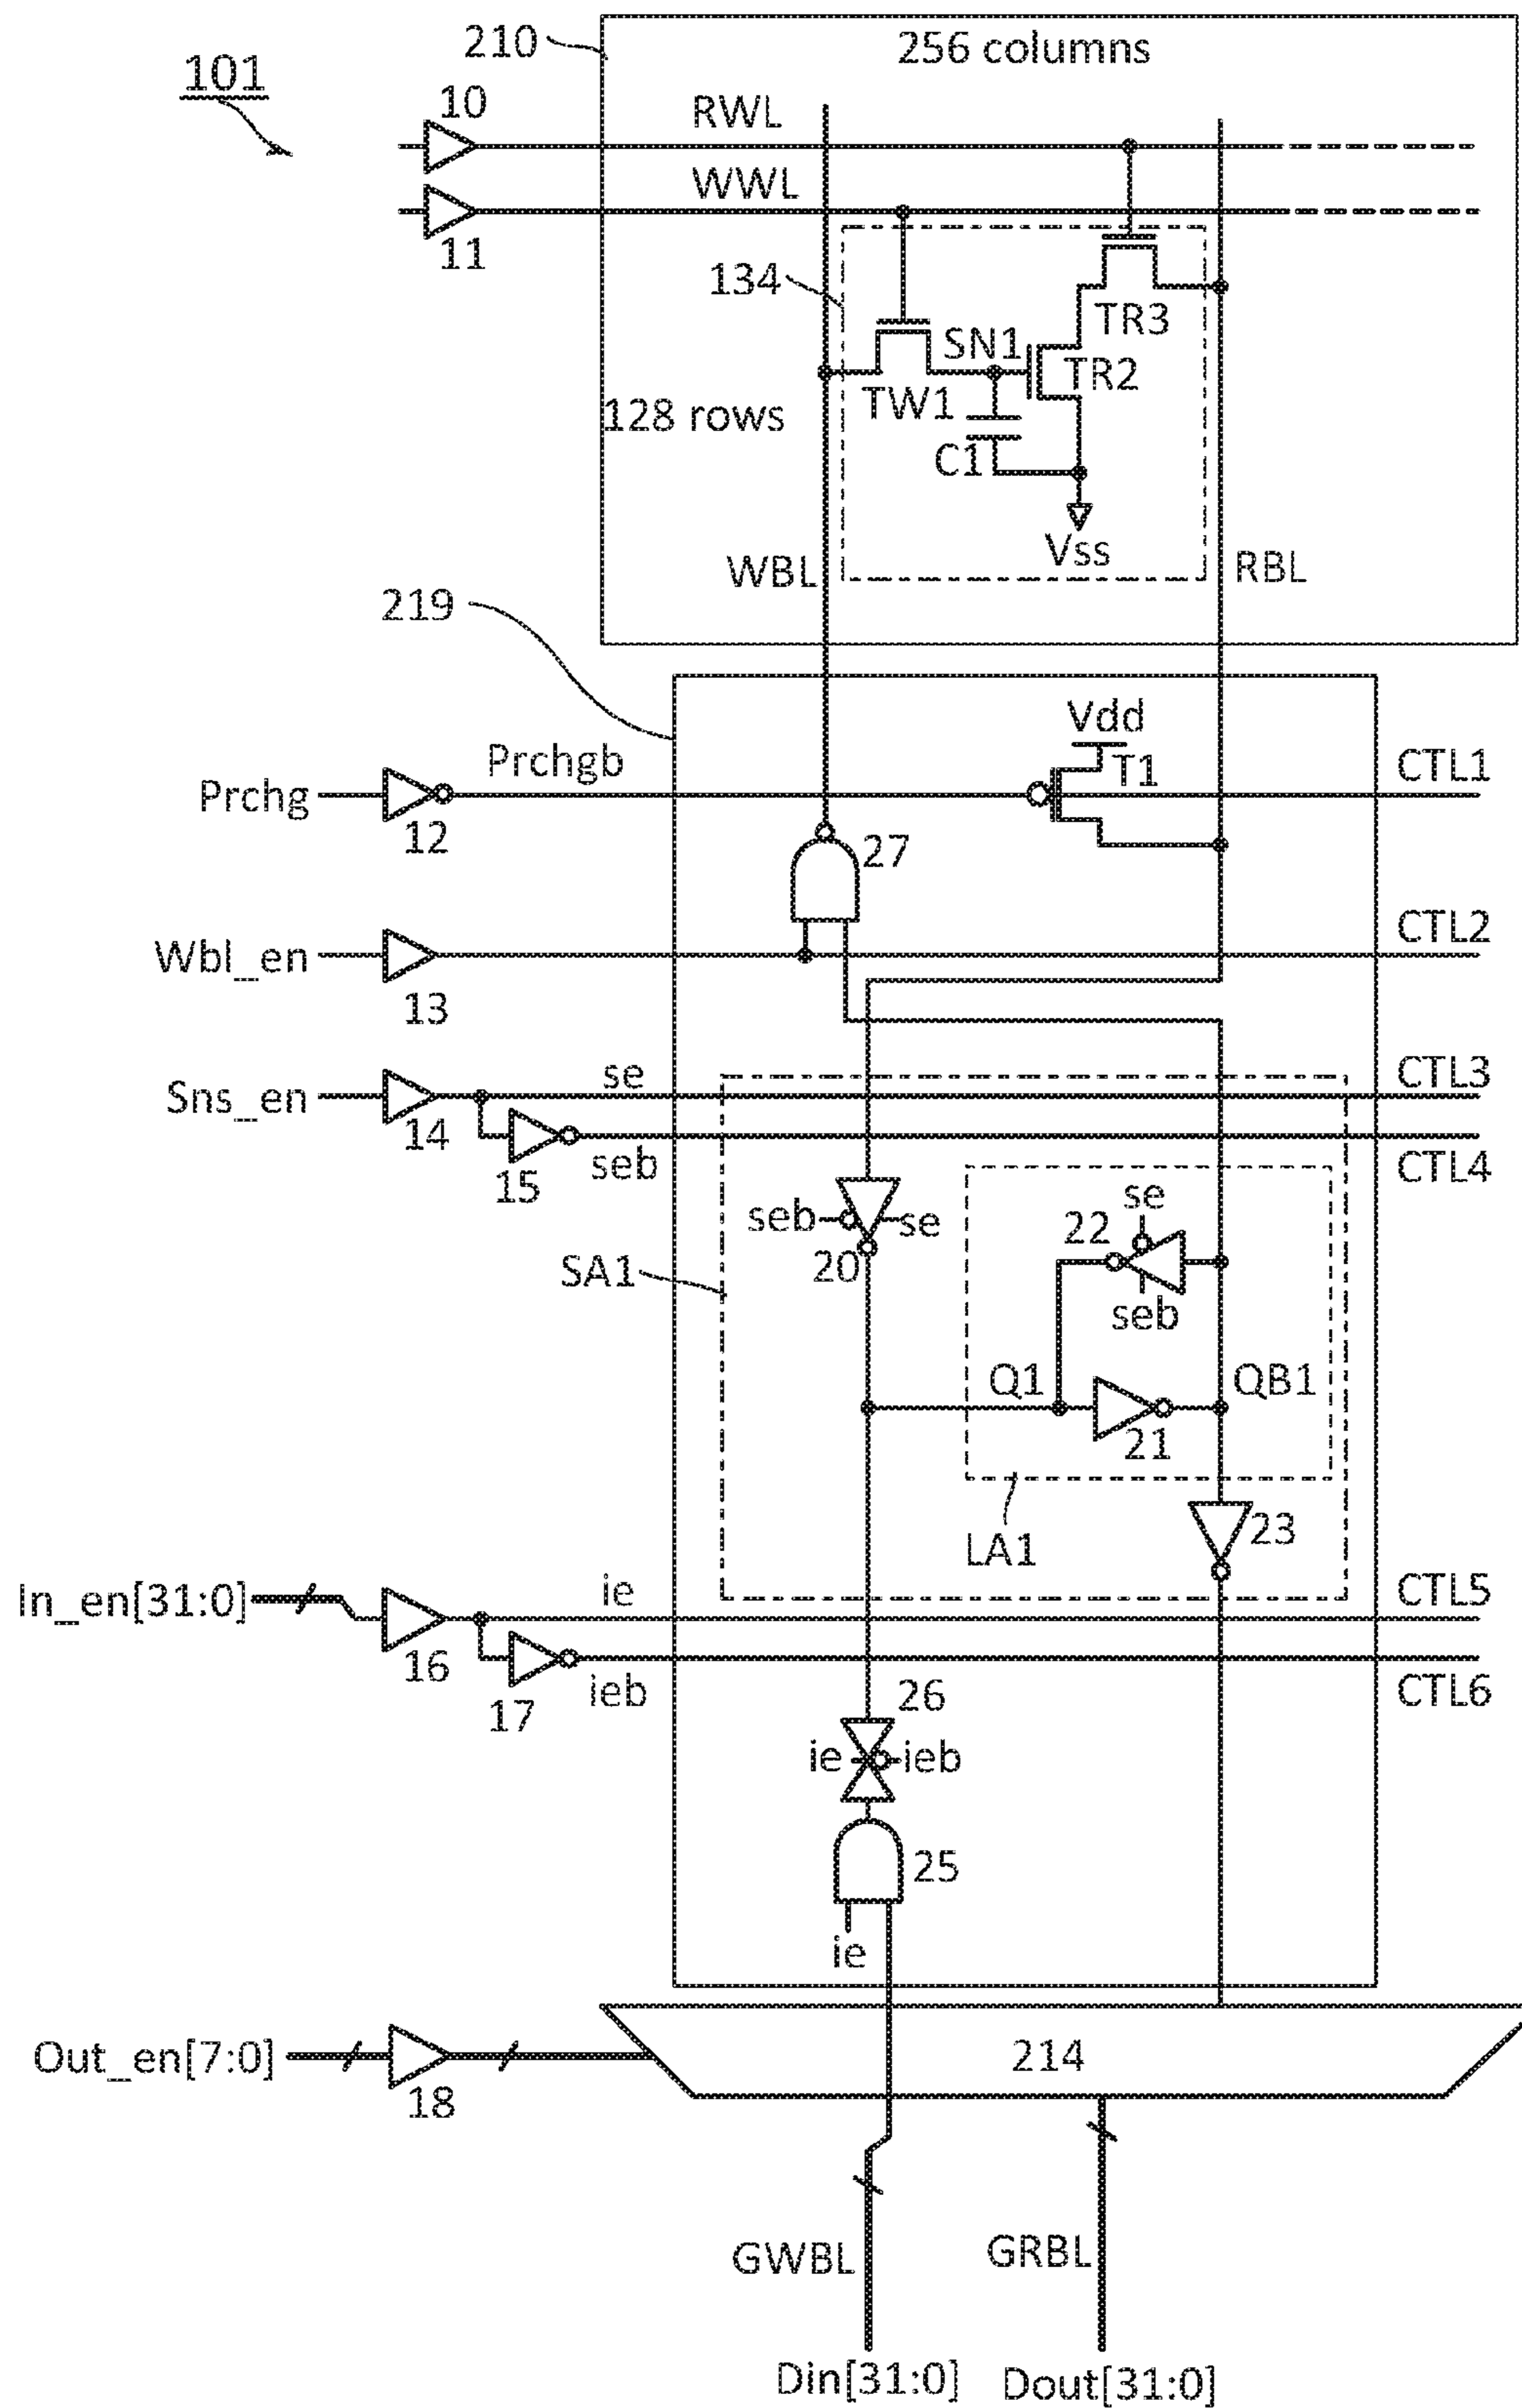 210
256 columns
101
10
RWL
WWL
11
134
SN1
TR3
TR2
TW1
128 rows
C1
Vss
WBL
RBL
219
Vdd
Prchgb
T1
CTL1
Prchg
12
27
CTL2
Wbl_en
13
se
CTL3
Sns_en
14
seb
15
CTL4
se
22
seb
se
20
SA1
seb
Q1
QB1
21
23
LA1
In_en[31:0]
ie
CTL5
16
ieb
17
26
CTL6
ie
ieb
25
ie
Out_en[7:0]
214
18
GWBL
GRBL
Din[31:0]
Dout[31:0]